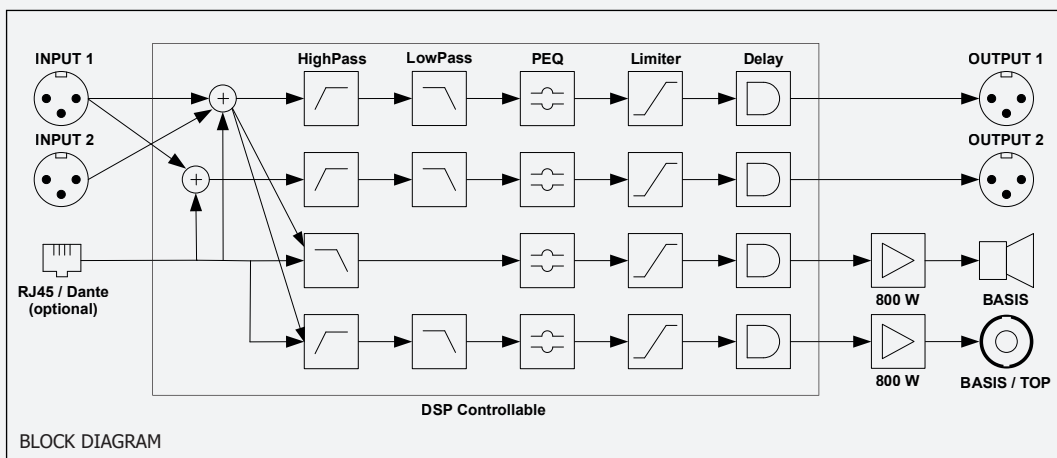 INPUT 1
HighPass
LowPass
PEQ
Limiter
Delay
OUTPUT 1
INPUT 2
OUTPUT 2
RJ45 / Dante
(optional)
800 W
BASIS
800 W
BASIS / TOP
DSP Controllable
BLOCK DIAGRAM